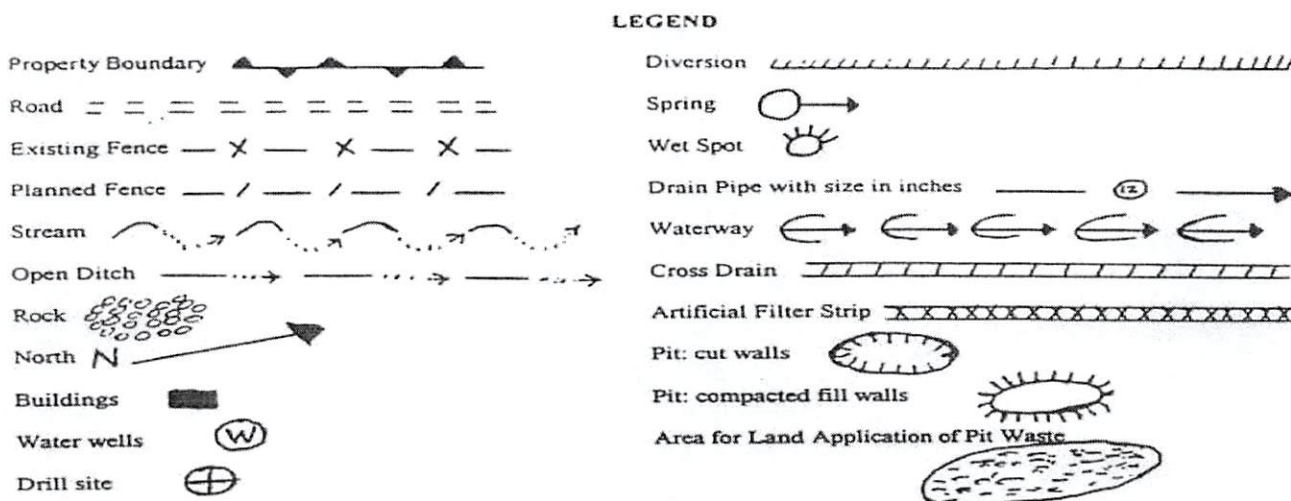 LEGEND
Property Boundary
Road
Existing Fence
Planned Fence
Stream
Open Ditch
Rock
North N
Buildings
Water wells W
Drill site
Diversion
Spring
Wet Spot
Drain Pipe with size in inches 12
Waterway
Cross Drain
Artificial Filter Strip
Pit: cut walls
Pit: compacted fill walls
Area for Land Application of Pit Waste